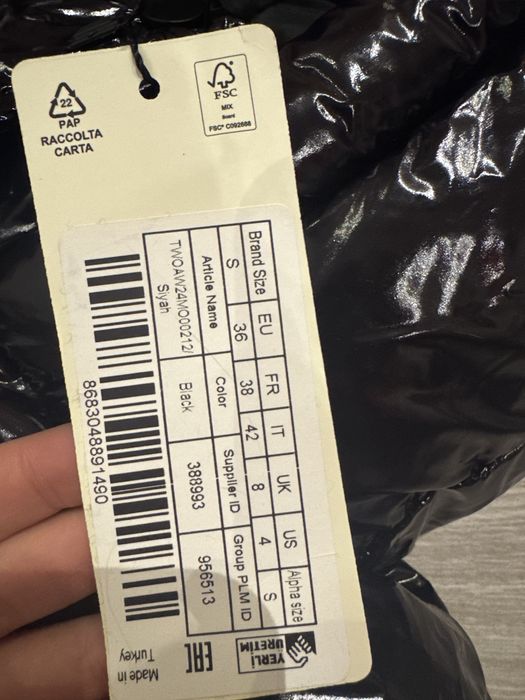 22
PAP
RACCOLTA
CARTA
FSC
MIX
Board
FSC® C092688
Brand Size EU FR IT UK US Alpha size
S 36 38 42 8 4 S
Article Name Color Supplier ID Group PLM ID
TWOAW24MO00212/
Siyah Black 388993 956513
8683048891490
YERLİ
ÜRETİM
EAC
Made in
Turkey